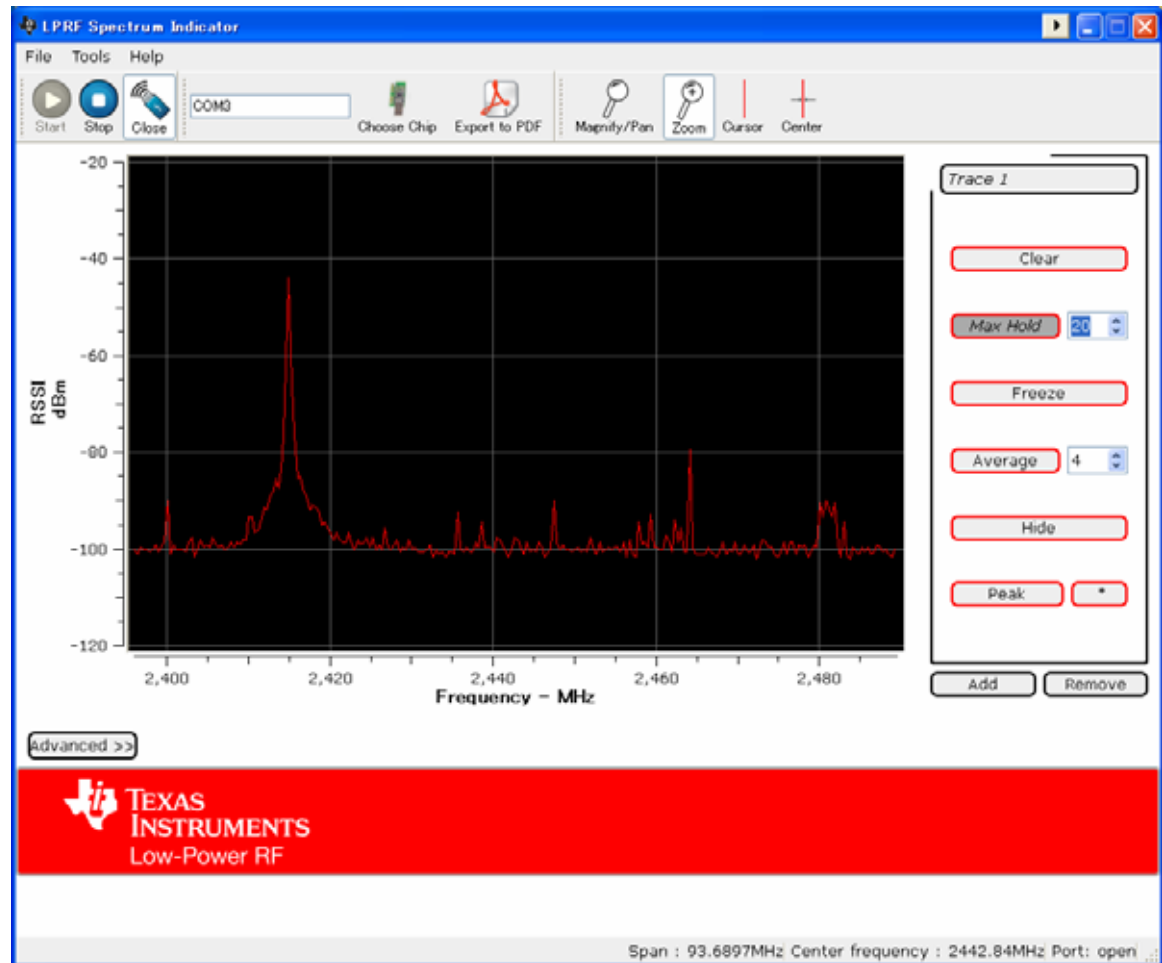 LPRF Spectrum Indicator
File Tools Help
Start Stop Close COM3 Choose Chip Export to PDF Magnify/Pan Zoom Cursor Center
Trace 1
Clear
Max Hold 20
Freeze
Average 4
Hide
Peak *
Add Remove
RSSI
dBm
-20
-40
-60
-80
-100
-120
2,400 2,420 2,440 2,460 2,480
Frequency - MHz
Advanced >>
TEXAS
INSTRUMENTS
Low-Power RF
Span : 93.6897MHz Center frequency : 2442.84MHz Port: open